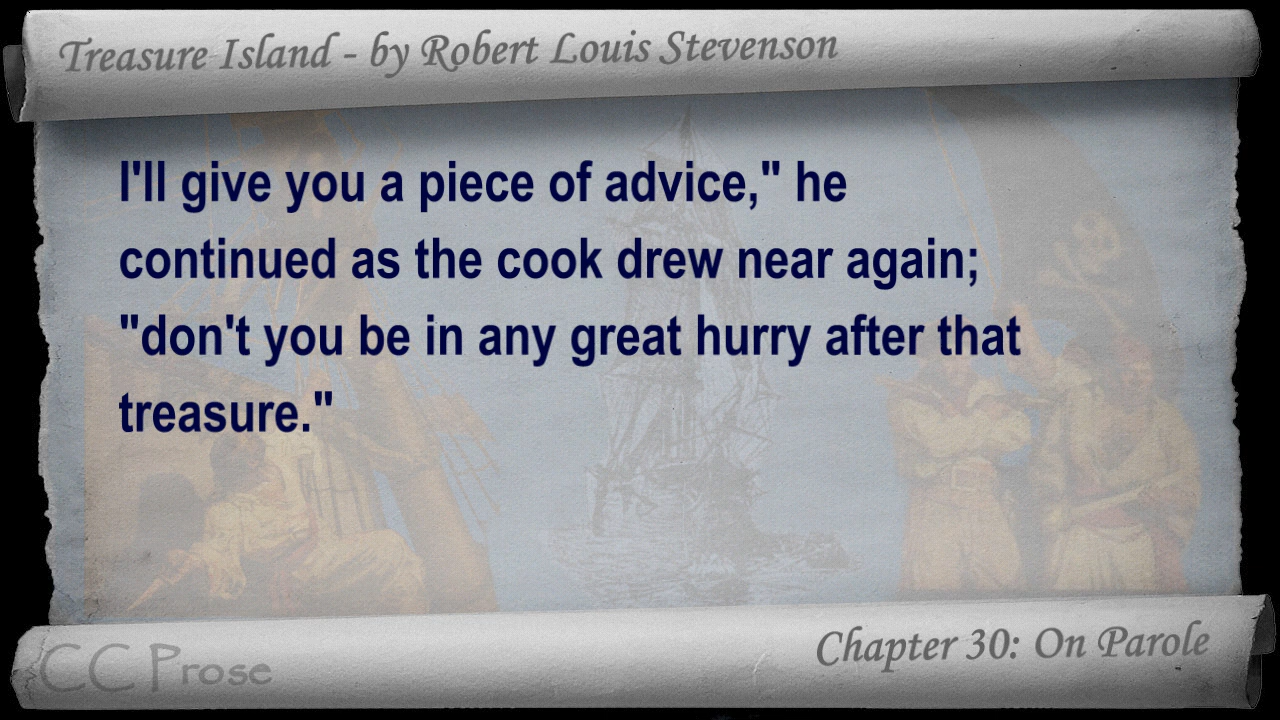 Treasure Island - by Robert Louis Stevenson
I'll give you a piece of advice," he
continued as the cook drew near again;
"don't you be in any great hurry after that
treasure."
Chapter 30: On Parole
CC Prose